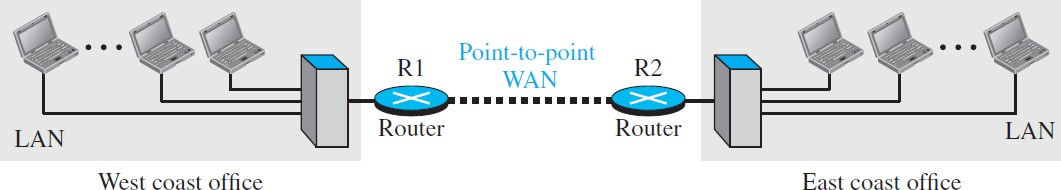 R1
Point-to-point
WAN
R2
Router
Router
LAN
LAN
West coast office
East coast office